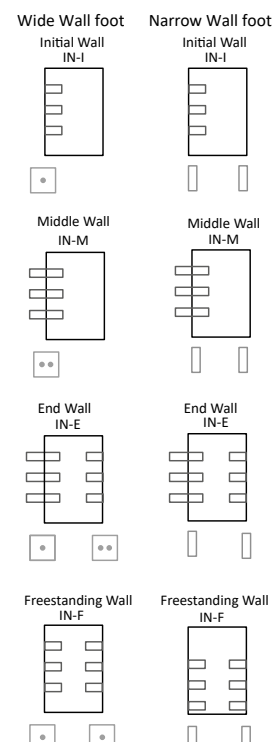 Wide Wall foot
Narrow Wall foot
Initial Wall
IN-I
Initial Wall
IN-I
Middle Wall
IN-M
Middle Wall
IN-M
End Wall
IN-E
End Wall
IN-E
Freestanding Wall
IN-F
Freestanding Wall
IN-F